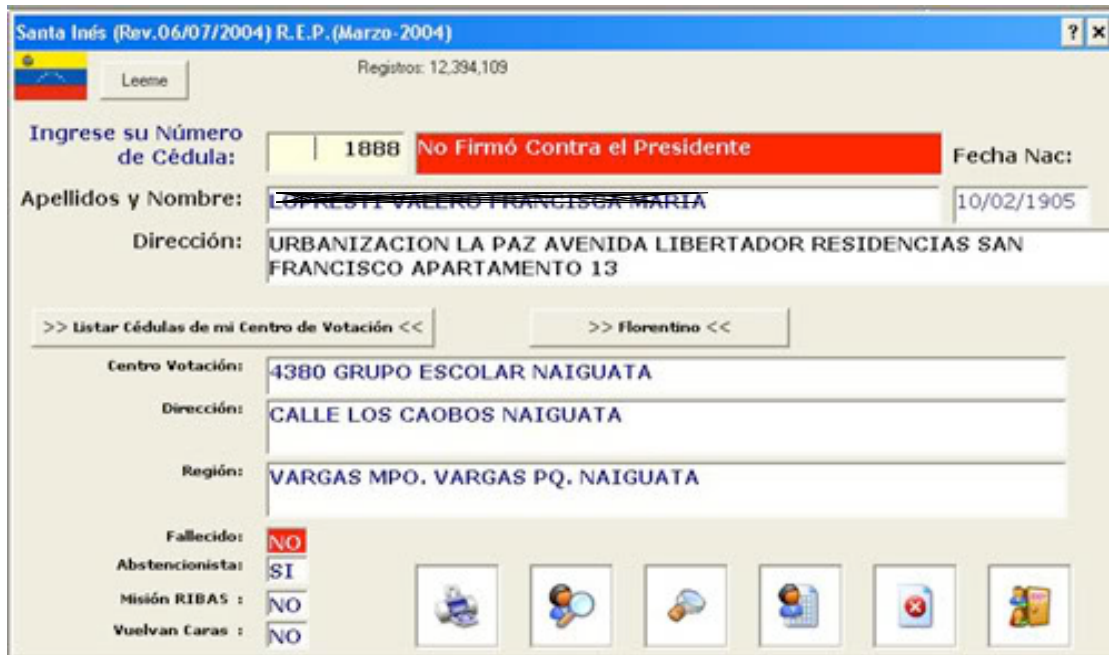 Santa Inés (Rev.06/07/2004) R.E.P.(Marzo-2004)
Leeme
Registros: 12,394,109
Ingrese su Número
de Cédula:
1888
No Firmó Contra el Presidente
Fecha Nac:
Apellidos y Nombre:
10/02/1905
Dirección:
URBANIZACION LA PAZ AVENIDA LIBERTADOR RESIDENCIAS SAN
FRANCISCO APARTAMENTO 13
>> Listar Cédulas de mi Centro de Votación <<
>> Florentino <<
Centro Votación:
4380 GRUPO ESCOLAR NAIGUATA
Dirección:
CALLE LOS CAOBOS NAIGUATA
Región:
VARGAS MPO. VARGAS PQ. NAIGUATA
Fallecido:
NO
Abstencionista:
SI
Misión RIBAS :
NO
Vuelvan Caras :
NO